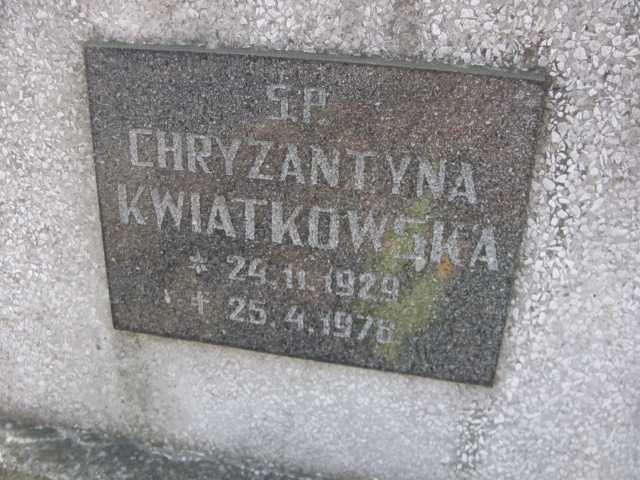 Ś.P.
CHRYZANTYNA
KWIATKOWSKA
* 24.11.1929
+ 25.4.1978